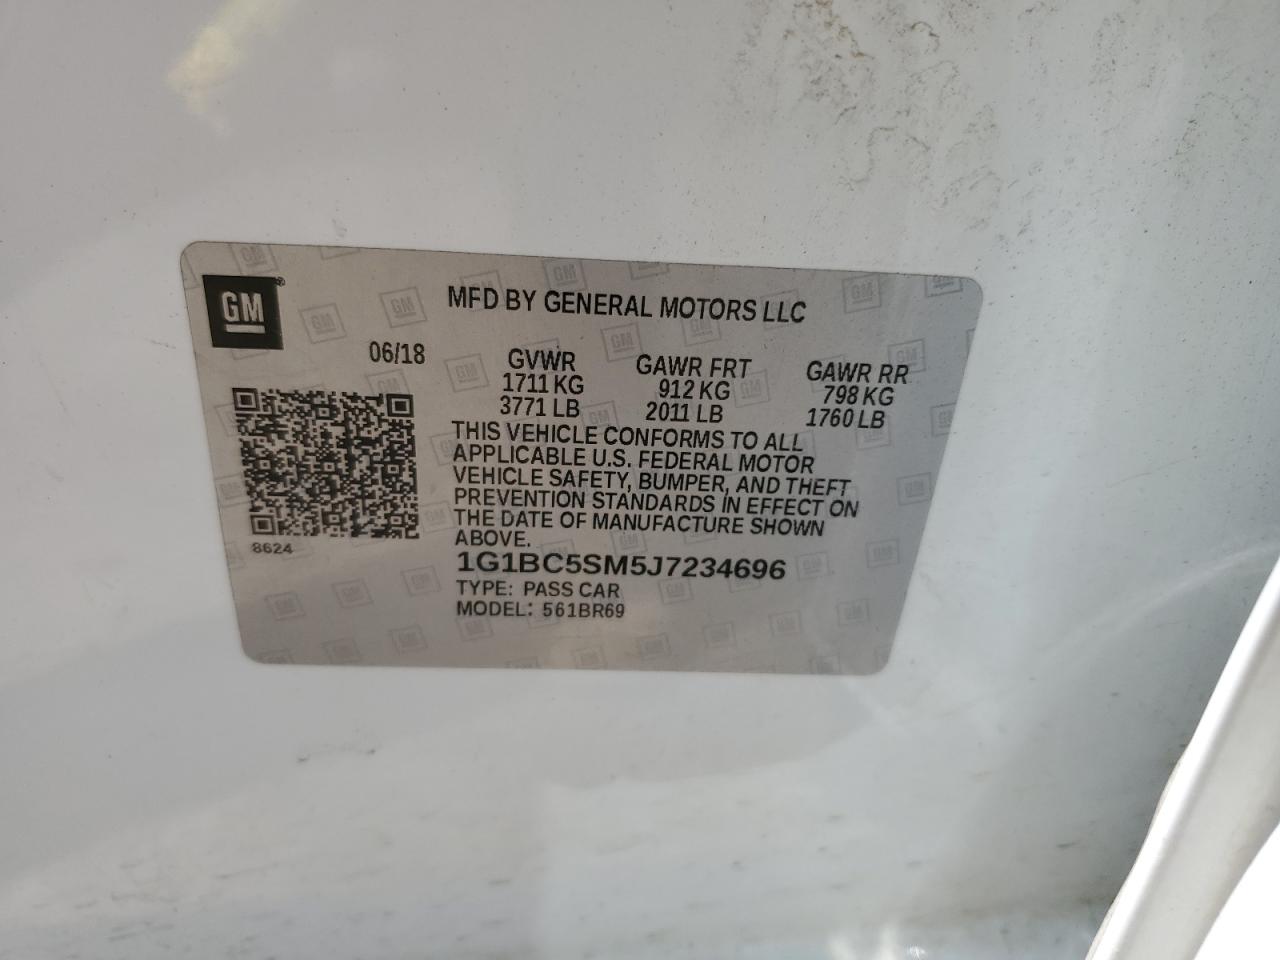 GM
MFD BY GENERAL MOTORS LLC
06/18
GVWR GAWR FRT GAWR RR
1711 KG 912 KG 798 KG
3771 LB 2011 LB 1760 LB
THIS VEHICLE CONFORMS TO ALL
APPLICABLE U.S. FEDERAL MOTOR
VEHICLE SAFETY, BUMPER, AND THEFT
PREVENTION STANDARDS IN EFFECT ON
THE DATE OF MANUFACTURE SHOWN
ABOVE.
8624
1G1BC5SM5J7234696
TYPE: PASS CAR
MODEL: 561BR69